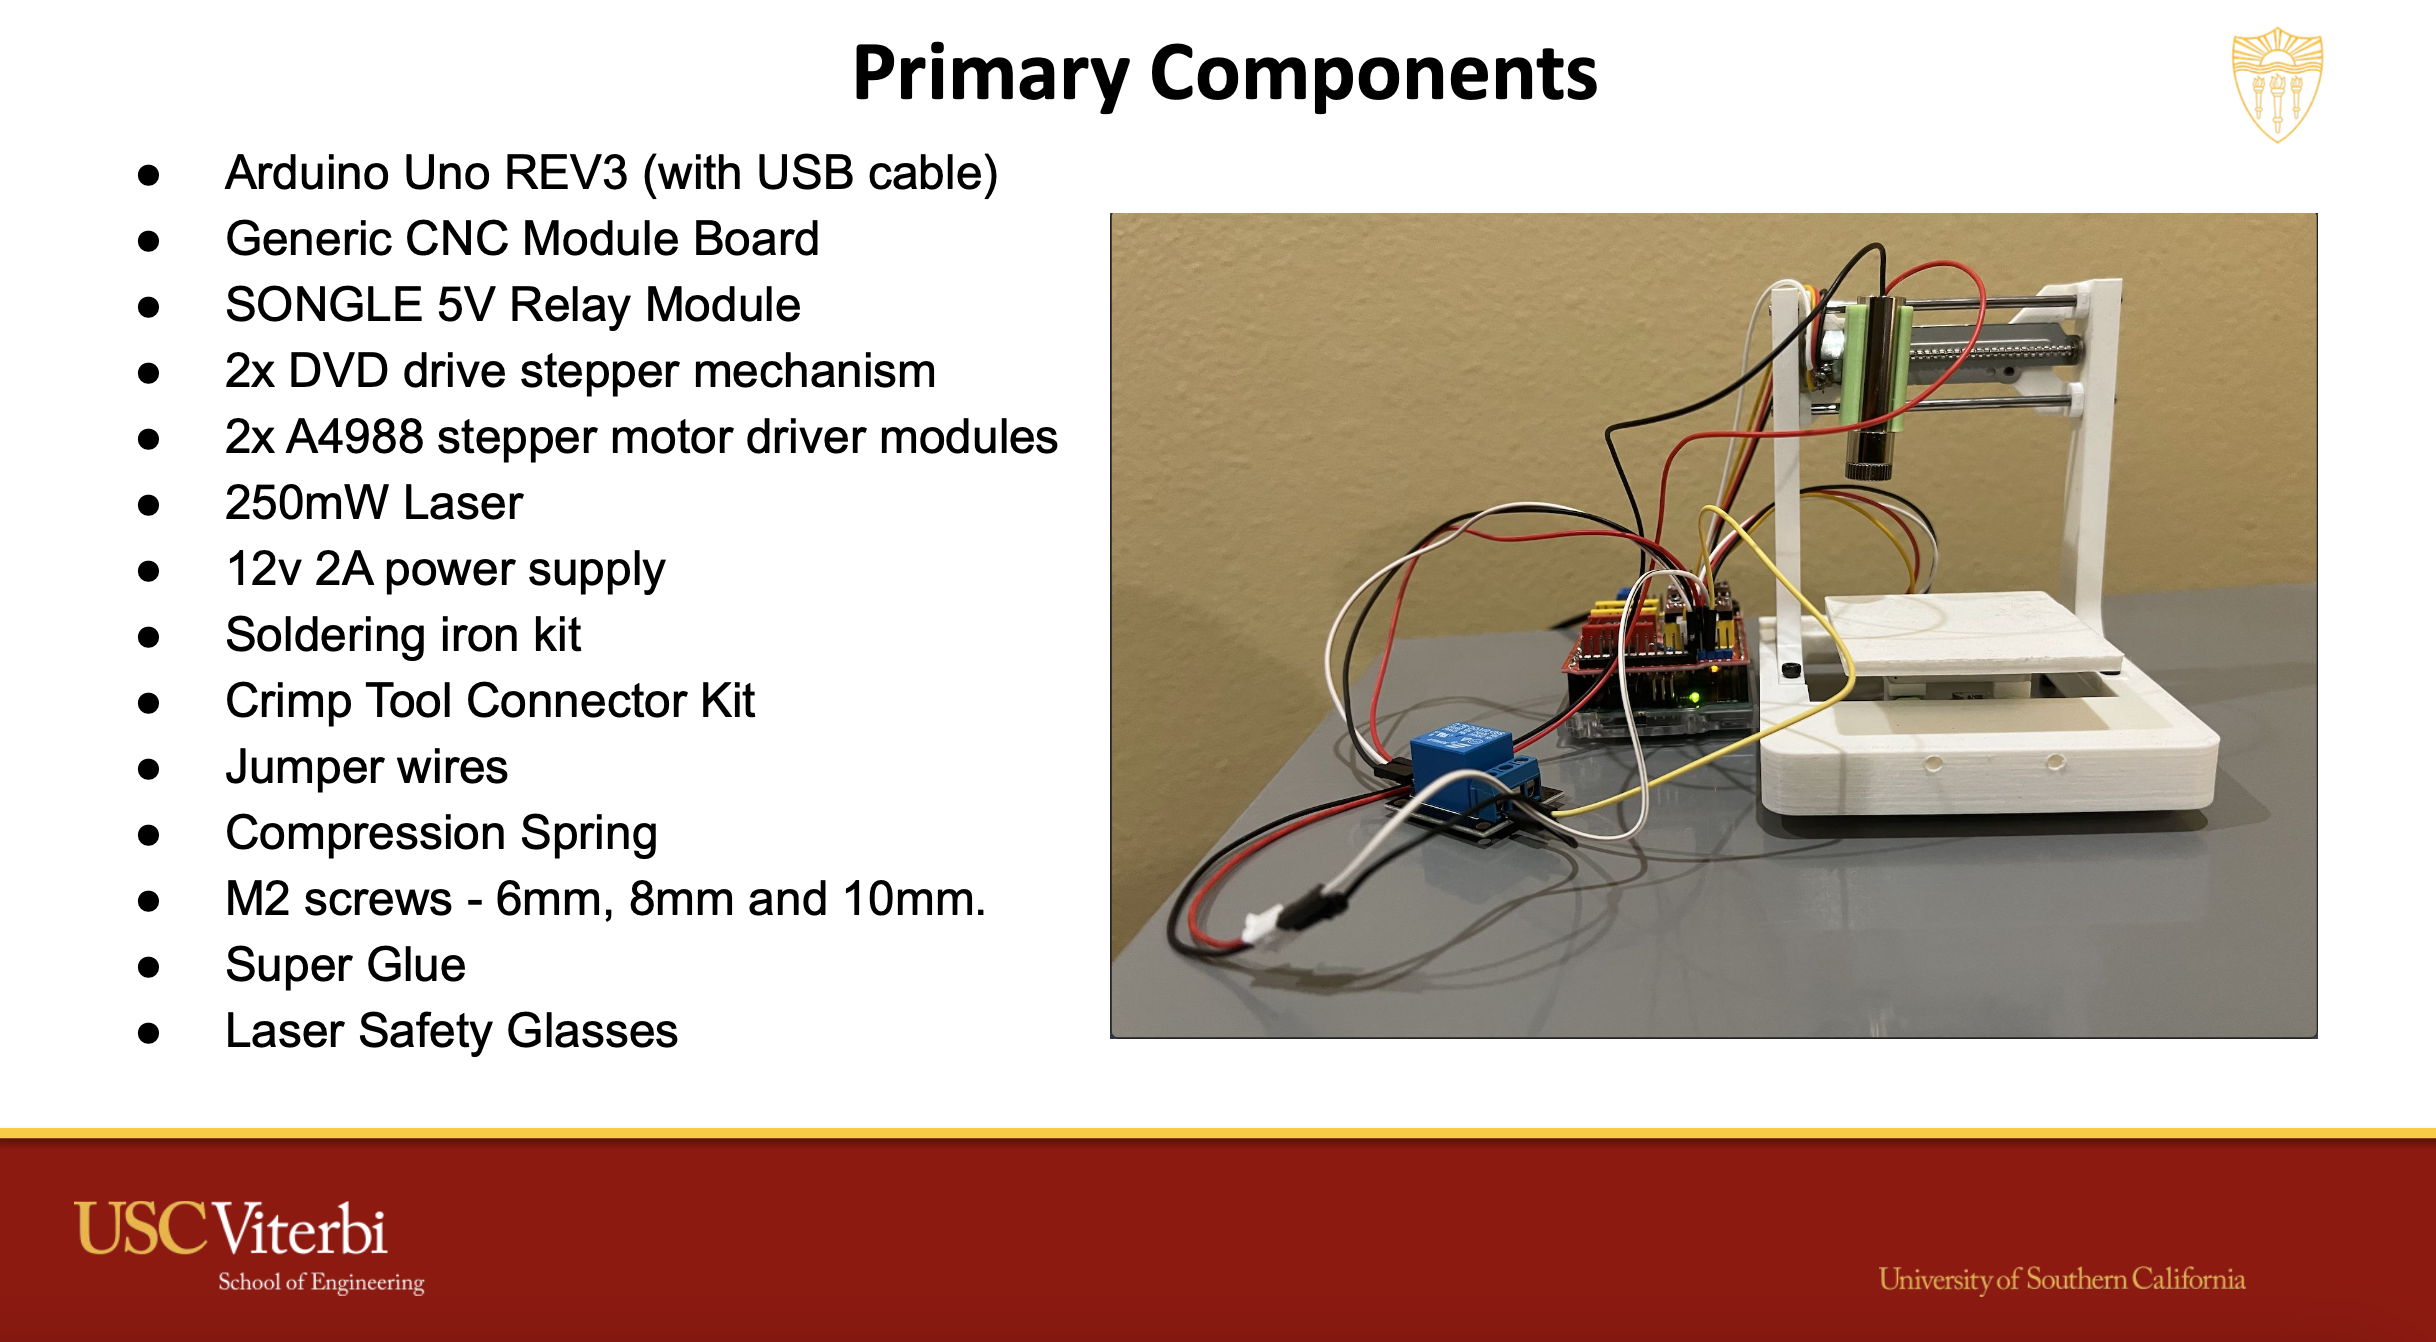 Primary Components
● Arduino Uno REV3 (with USB cable)
● Generic CNC Module Board
● SONGLE 5V Relay Module
● 2x DVD drive stepper mechanism
● 2x A4988 stepper motor driver modules
● 250mW Laser
● 12v 2A power supply
● Soldering iron kit
● Crimp Tool Connector Kit
● Jumper wires
● Compression Spring
● M2 screws - 6mm, 8mm and 10mm.
● Super Glue
● Laser Safety Glasses
USC Viterbi
School of Engineering
University of Southern California